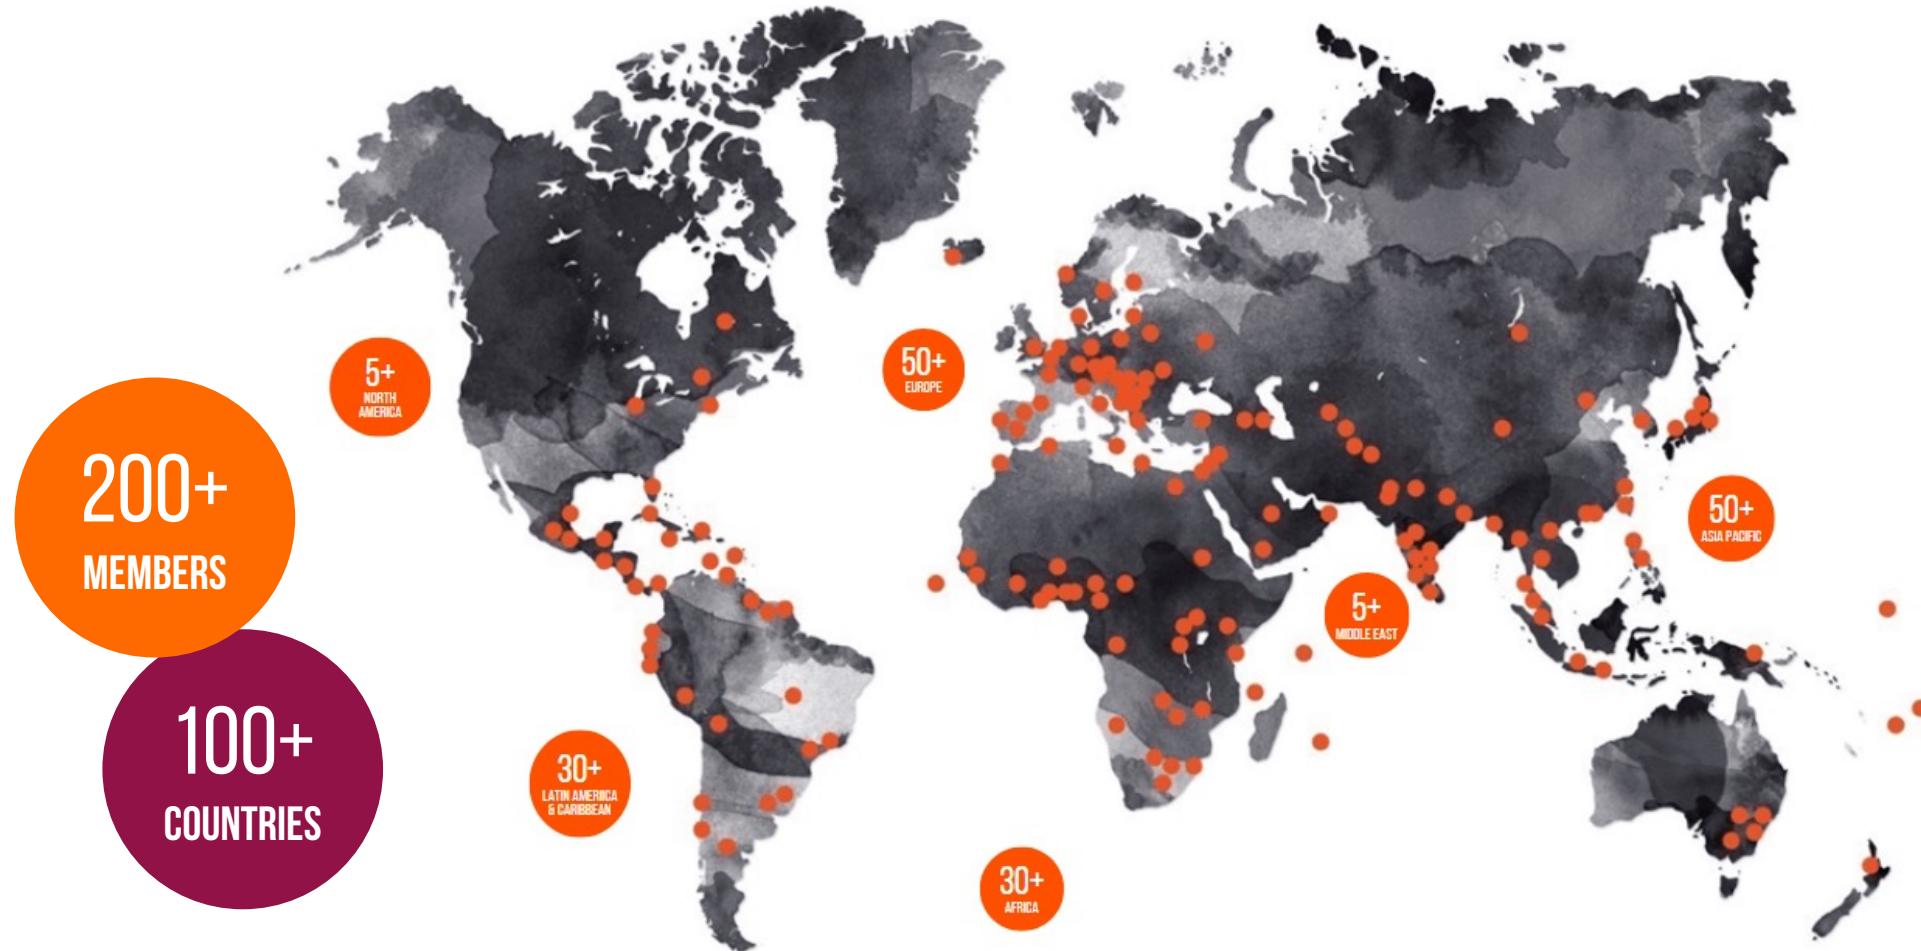 200+
MEMBERS
100+
COUNTRIES
5+
NORTH
AMERICA
50+
EUROPE
50+
ASIA PACIFIC
5+
MIDDLE EAST
30+
LATIN AMERIICA
& CARIBBEAN
30+
AFRICA